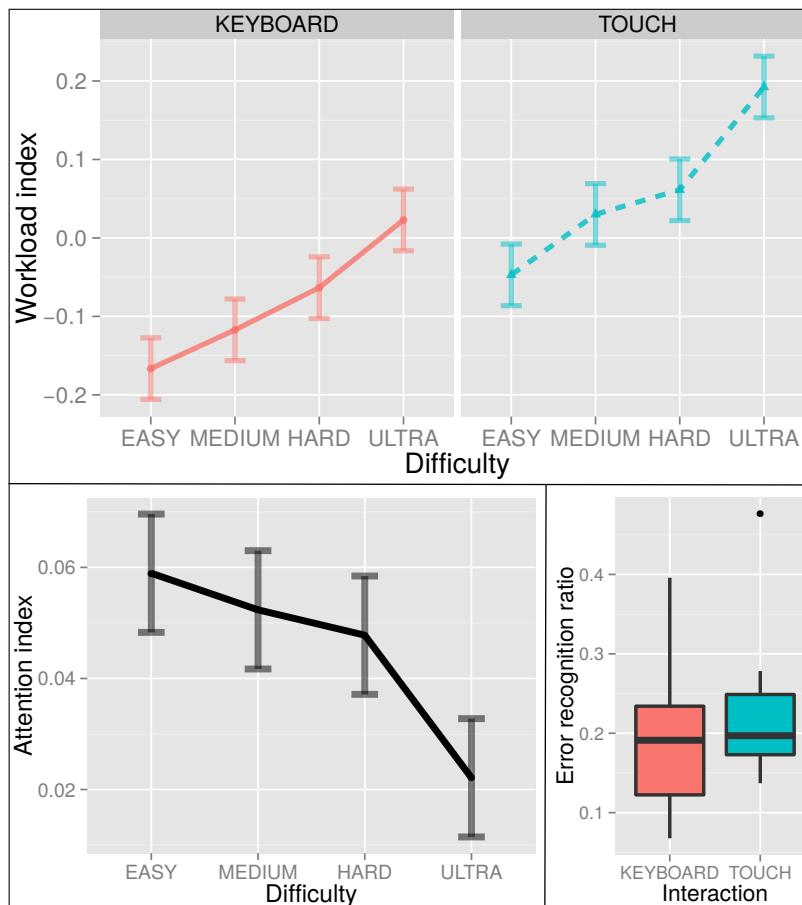 KEYBOARD TOUCH
Workload index
0.2
0.1
0.0
−0.1
−0.2
EASY MEDIUM HARD ULTRA EASY MEDIUM HARD ULTRA
Difficulty
Attention index
0.06
0.04
0.02
EASY MEDIUM HARD ULTRA
Difficulty
Error recognition ratio
0.4
0.3
0.2
0.1
KEYBOARD TOUCH
Interaction